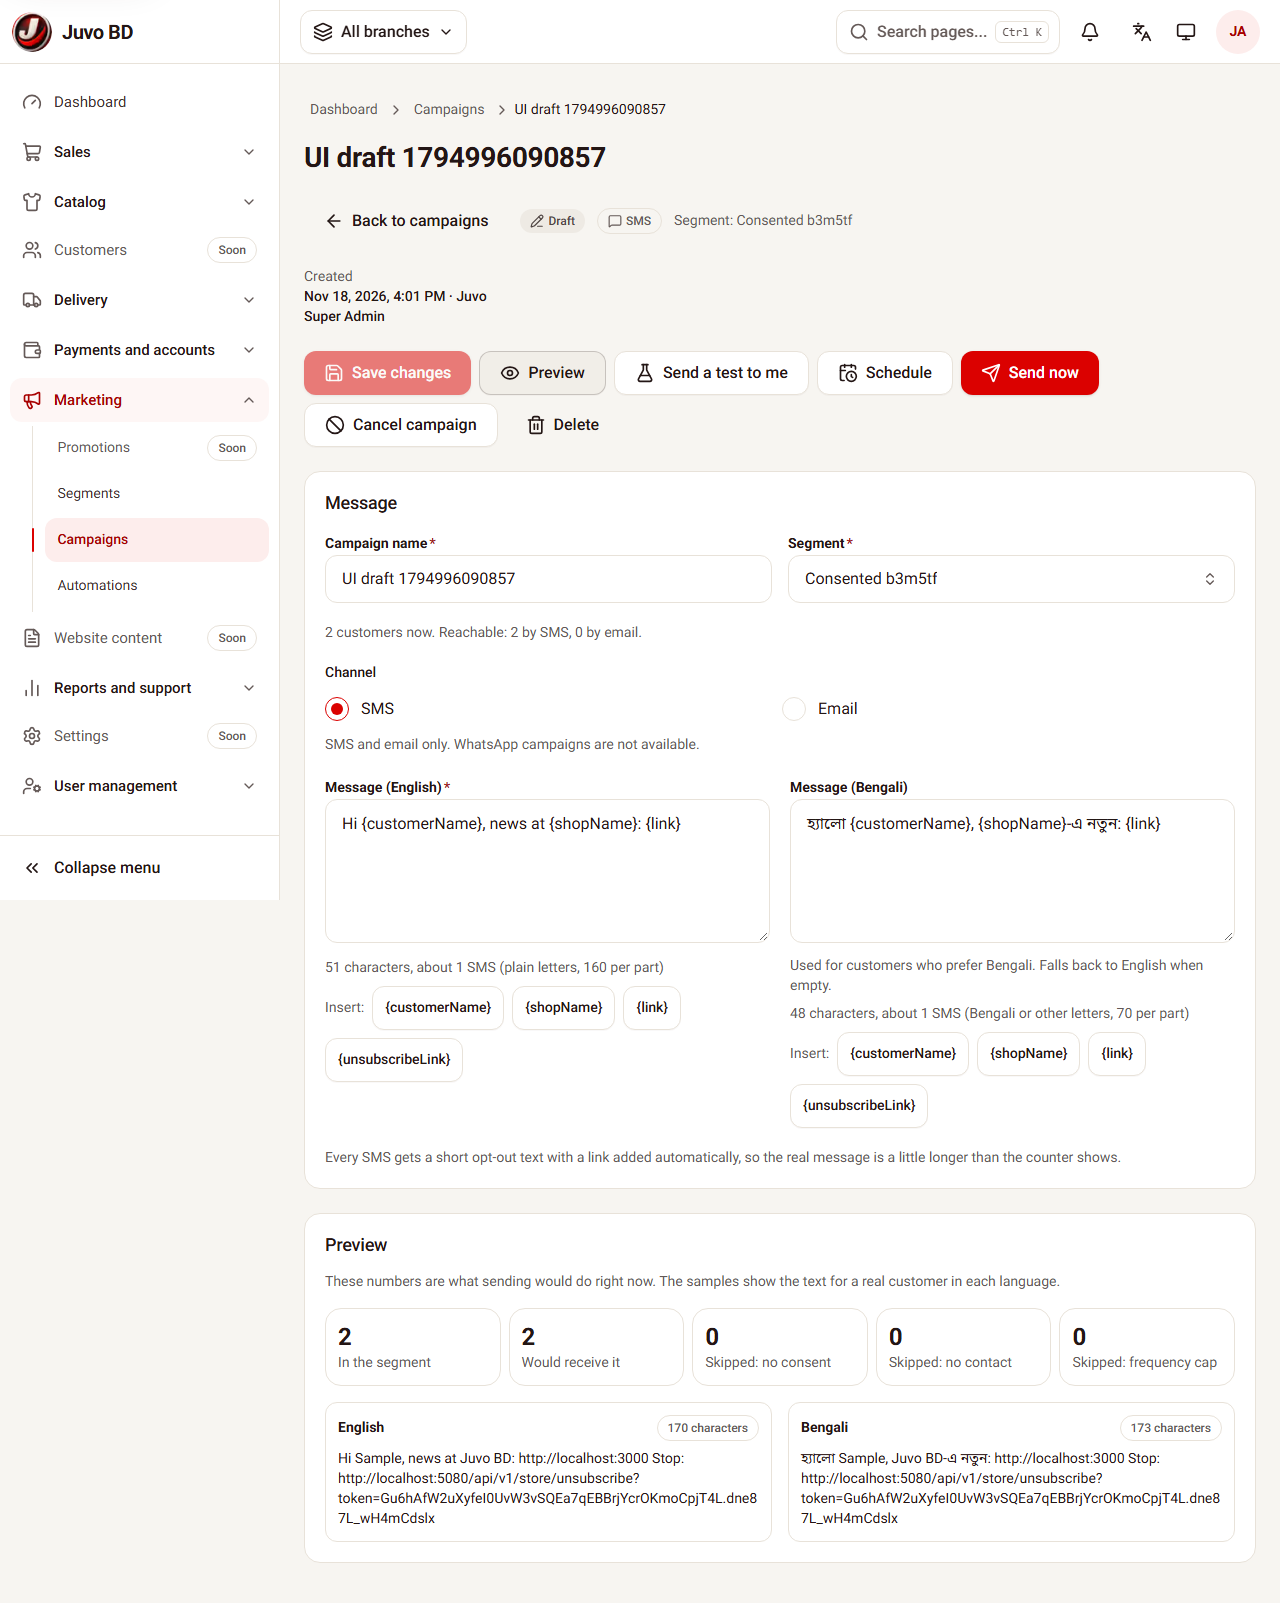 Juvo BD
All branches
Search pages...
Ctrl K
JA
Dashboard
Sales
Catalog
Customers
Soon
Delivery
Payments and accounts
Marketing
Promotions
Soon
Segments
Campaigns
Automations
Website content
Soon
Reports and support
Settings
Soon
User management
Collapse menu
Dashboard
Campaigns
UI draft 1794996090857
UI draft 1794996090857
Back to campaigns
Draft
SMS
Segment: Consented b3m5tf
Created
Nov 18, 2026, 4:01 PM · Juvo
Super Admin
Save changes
Preview
Send a test to me
Schedule
Send now
Cancel campaign
Delete
Message
Campaign name*
UI draft 1794996090857
Segment*
Consented b3m5tf
2 customers now. Reachable: 2 by SMS, 0 by email.
Channel
SMS
Email
SMS and email only. WhatsApp campaigns are not available.
Message (English)*
Hi {customerName}, news at {shopName}: {link}
51 characters, about 1 SMS (plain letters, 160 per part)
Insert:
{customerName}
{shopName}
{link}
{unsubscribeLink}
Message (Bengali)
হ্যালো {customerName}, {shopName}-এ নতুন: {link}
Used for customers who prefer Bengali. Falls back to English when
empty.
48 characters, about 1 SMS (Bengali or other letters, 70 per part)
Insert:
{customerName}
{shopName}
{link}
{unsubscribeLink}
Every SMS gets a short opt-out text with a link added automatically, so the real message is a little longer than the counter shows.
Preview
These numbers are what sending would do right now. The samples show the text for a real customer in each language.
2
In the segment
2
Would receive it
0
Skipped: no consent
0
Skipped: no contact
0
Skipped: frequency cap
English
170 characters
Hi Sample, news at Juvo BD: http://localhost:3000 Stop:
http://localhost:5080/api/v1/store/unsubscribe?
token=Gu6hAfW2uXyfeI0UvW3vSQEa7qEBBrjYcrOKmoCpjT4L.dne8
7L_wH4mCdsIx
Bengali
173 characters
হ্যালো Sample, Juvo BD-এ নতুন: http://localhost:3000 Stop:
http://localhost:5080/api/v1/store/unsubscribe?
token=Gu6hAfW2uXyfeI0UvW3vSQEa7qEBBrjYcrOKmoCpjT4L.dne8
7L_wH4mCdsIx